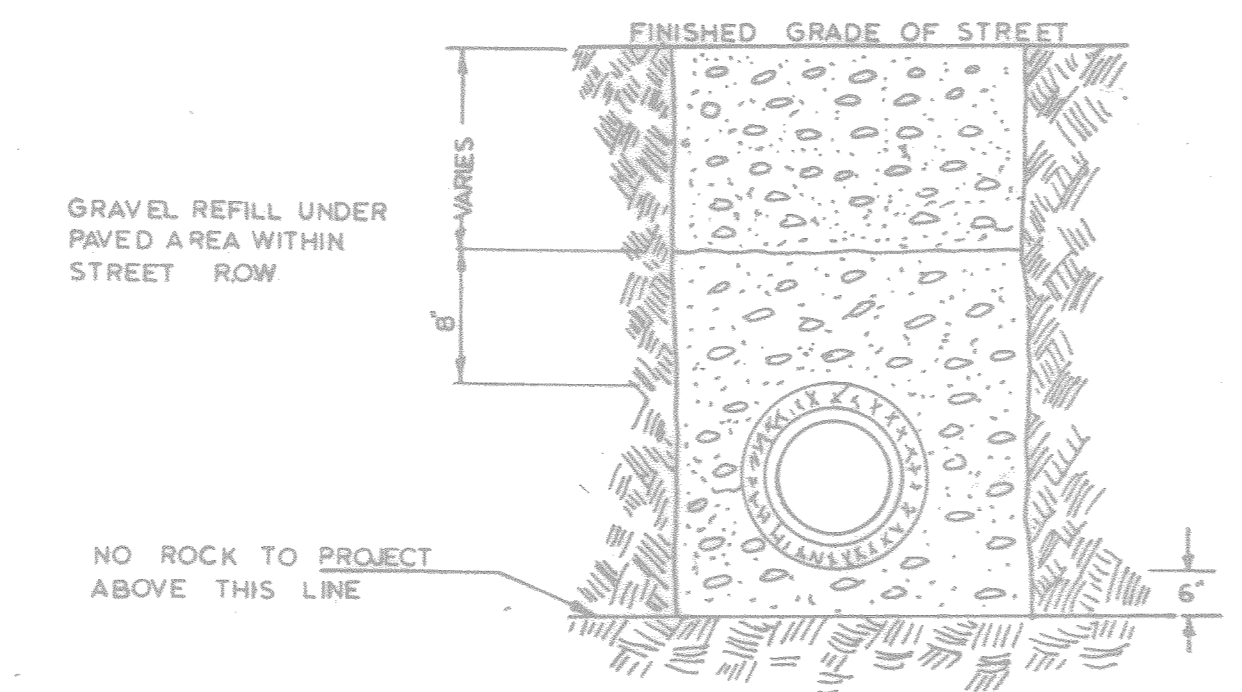 FINISHED GRADE OF STREET
VARIES
GRAVEL REFILL UNDER
PAVED AREA WITHIN
STREET ROW
8"
NO ROCK TO PROJECT
ABOVE THIS LINE
6"